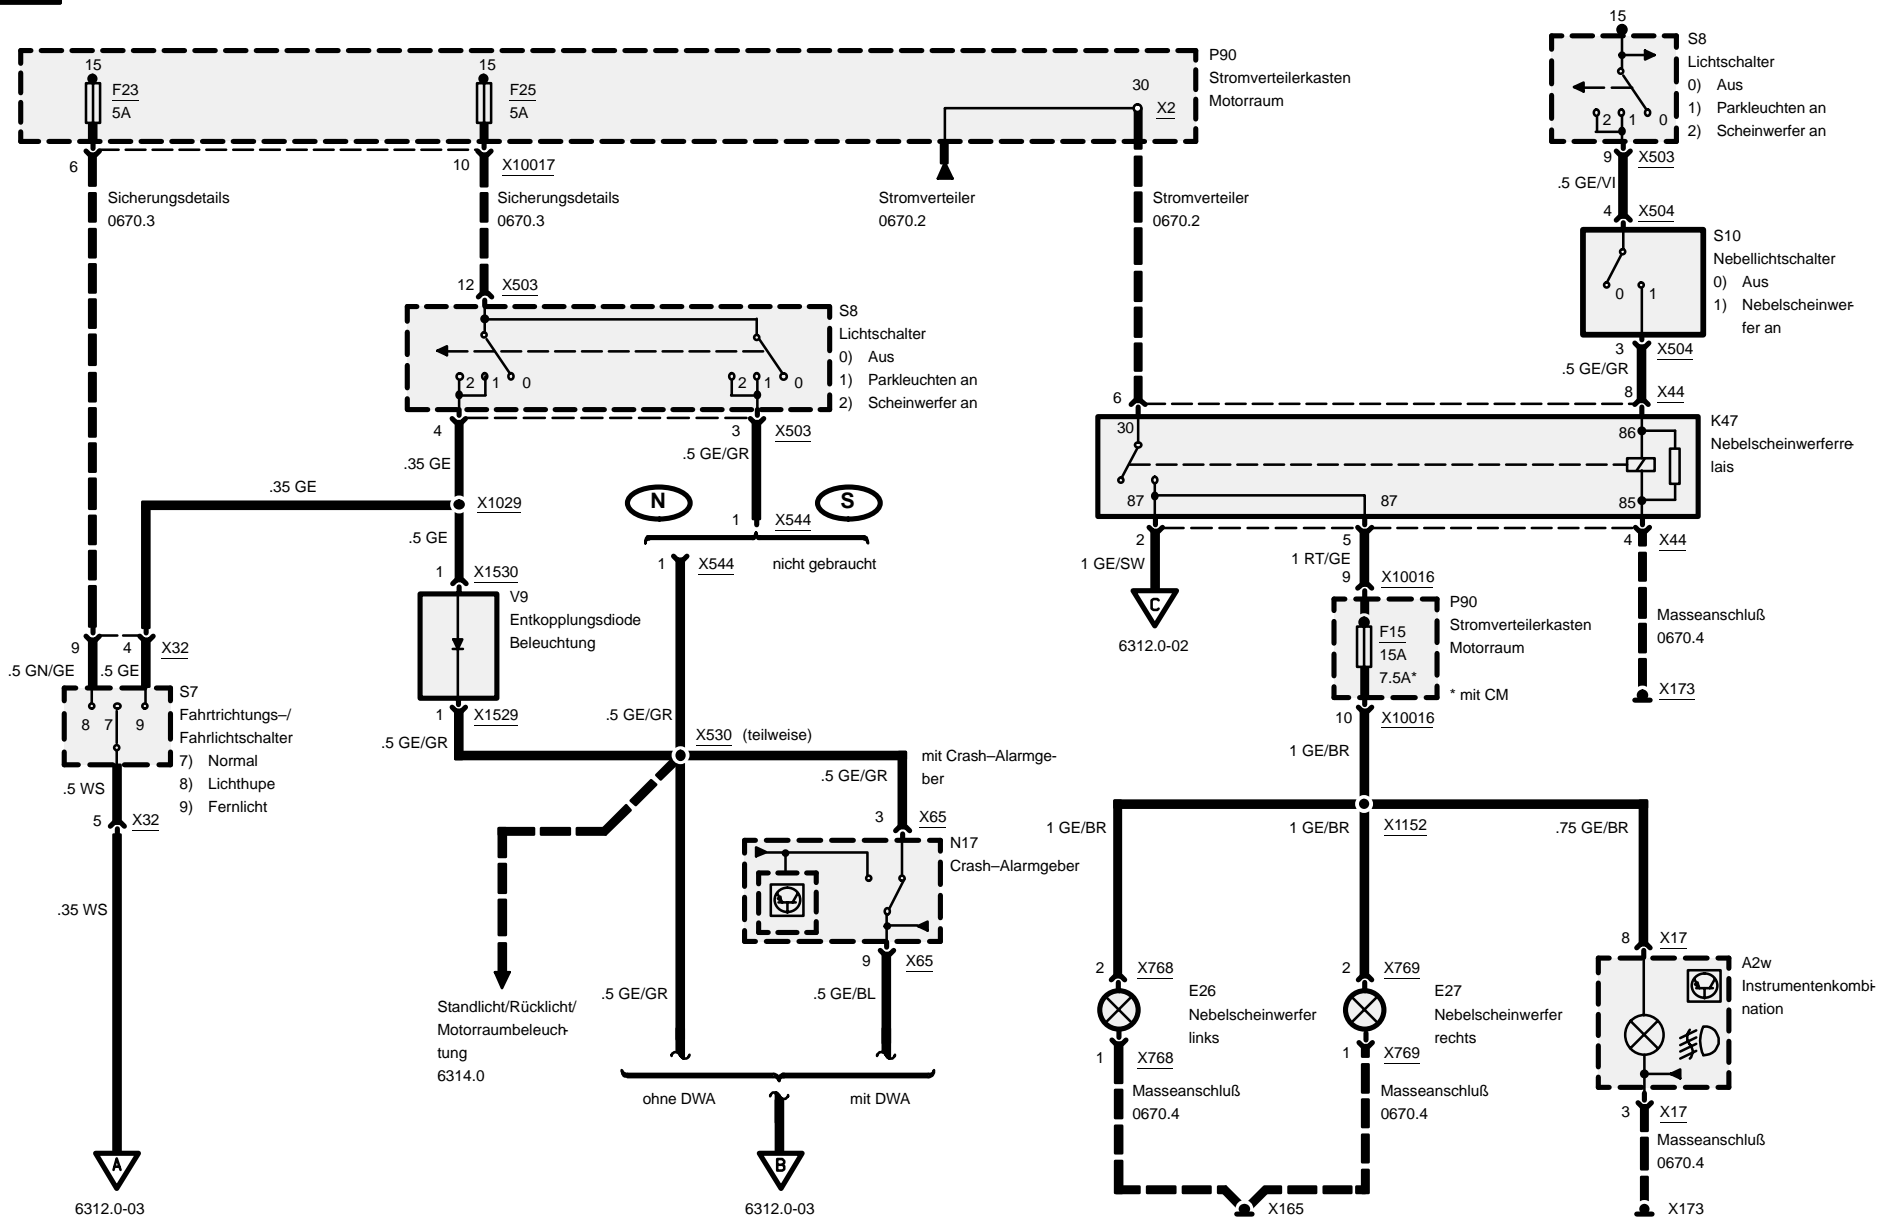 15
F23
5A
15
F25
5A
30
X2
P90
Stromverteilerkasten
Motorraum
15
S8
Lichtschalter
0) Aus
1) Parkleuchten an
2) Scheinwerfer an
2 1 0
6
10 X10017
9 X503
Sicherungsdetails
0670.3
Sicherungsdetails
0670.3
Stromverteiler
0670.2
Stromverteiler
0670.2
.5 GE/VI
4 X504
S10
Nebellichtschalter
0) Aus
1) Nebelscheinwer-
fer an
0 1
3 X504
.5 GE/GR
8 X44
12 X503
S8
Lichtschalter
0) Aus
1) Parkleuchten an
2) Scheinwerfer an
2 1 0
2 1 0
4
3 X503
.35 GE
.5 GE/GR
6
30
86
85
87
87
K47
Nebelscheinwerferre-
lais
.35 GE
X1029
N
S
1 X544
.5 GE
1 X544
nicht gebraucht
2
5
4 X44
1 GE/SW
1 RT/GE
9 X10016
C
6312.0-02
P90
Stromverteilerkasten
Motorraum
F15
15A
7.5A*
* mit CM
10 X10016
Masseanschluß
0670.4
X173
1 X1530
V9
Entkopplungsdiode
Beleuchtung
1 X1529
.5 GE/GR
9
4 X32
.5 GN/GE
.5 GE
8 7 9
S7
Fahrtrichtungs–/
Fahrlichtschalter
7) Normal
8) Lichthupe
9) Fernlicht
.5 WS
5 X32
.35 WS
.5 GE/GR
X530 (teilweise)
.5 GE/GR
mit Crash–Alarmge-
ber
3 X65
N17
Crash–Alarmgeber
9 X65
.5 GE/GR
.5 GE/BL
Standlicht/Rücklicht/
Motorraumbeleuch-
tung
6314.0
ohne DWA
mit DWA
1 GE/BR
1 GE/BR
1 GE/BR
X1152
.75 GE/BR
2 X768
E26
Nebelscheinwerfer
links
1 X768
2 X769
E27
Nebelscheinwerfer
rechts
1 X769
8 X17
A2w
Instrumentenkombi-
nation
3 X17
Masseanschluß
0670.4
Masseanschluß
0670.4
Masseanschluß
0670.4
A
6312.0-03
B
6312.0-03
X165
X173